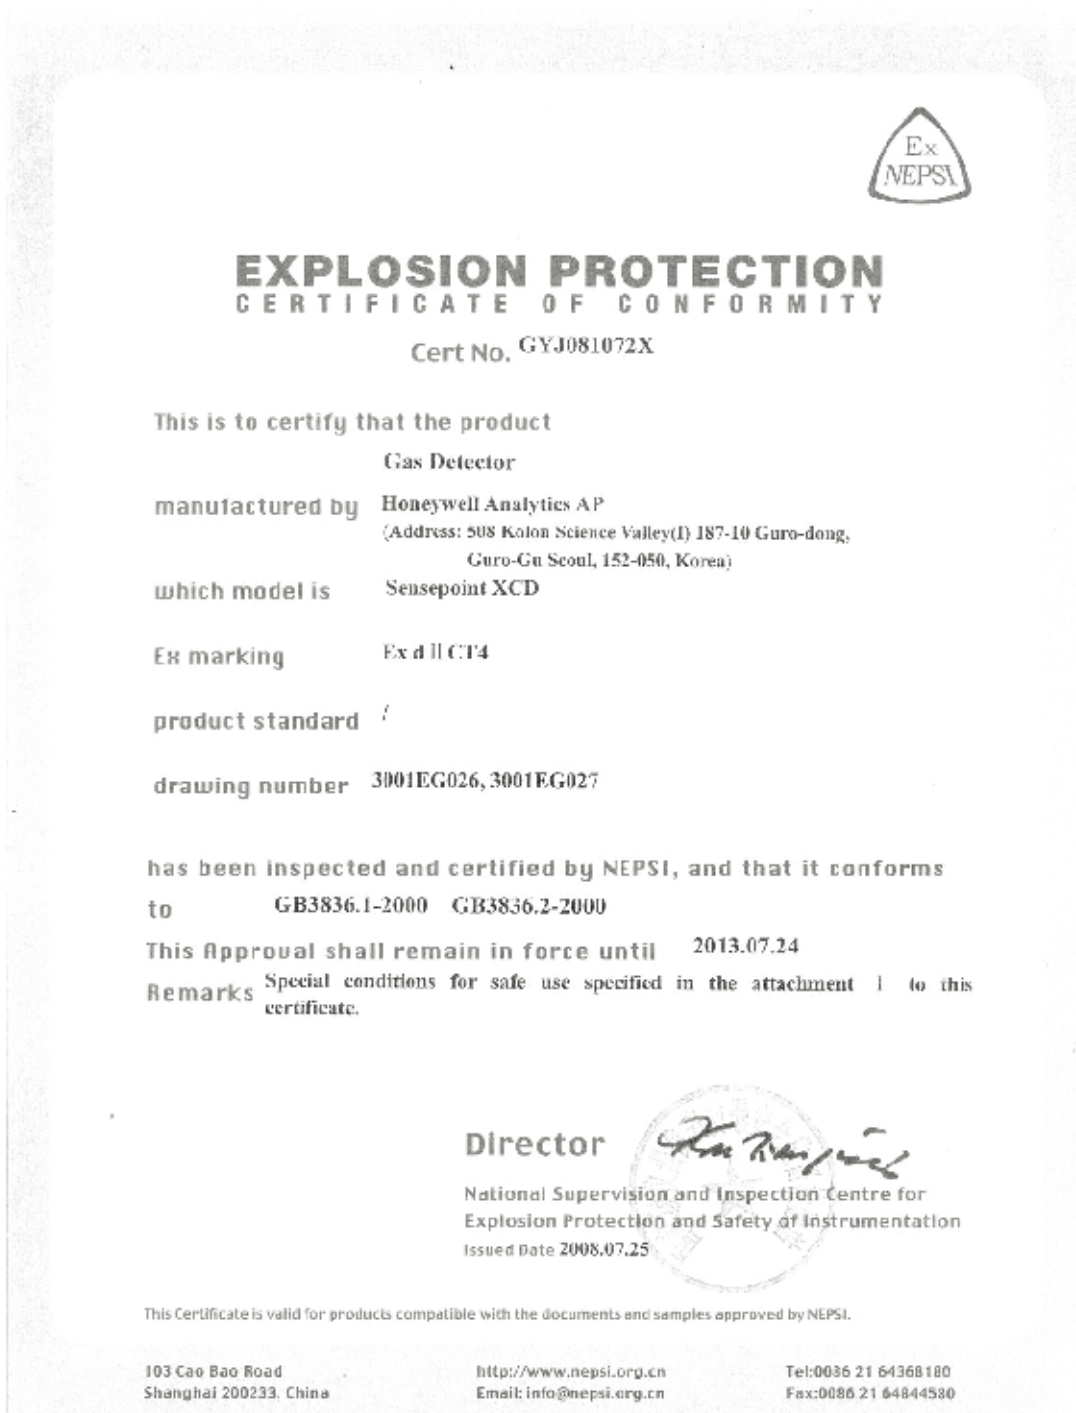 Ex
NEPSI
EXPLOSION PROTECTION
CERTIFICATE OF CONFORMITY
Cert No. GYJ081072X
This is to certify that the product
Gas Detector
manufactured by Honeywell Analytics AP
(Address: 508 Kolon Science Valley(I) 187-10 Guro-dong,
Guro-Gu Seoul, 152-050, Korea)
which model is Sensepoint XCD
Ex marking Ex d II CT4
product standard /
drawing number 3001EG026, 3001EG027
has been inspected and certified by NEPSI, and that it conforms
to GB3836.1-2000 GB3836.2-2000
This Approval shall remain in force until 2013.07.24
Remarks Special conditions for safe use specified in the attachment 1 to this
certificate.
Director
National Supervision and Inspection Centre for
Explosion Protection and Safety of Instrumentation
Issued Date 2008.07.25
This Certificate is valid for products compatible with the documents and samples approved by NEPSI.
103 Cao Bao Road http://www.nepsi.org.cn Tel:0086 21 64368180
Shanghai 200233, China Email: info@nepsi.org.cn Fax:0086 21 64844580